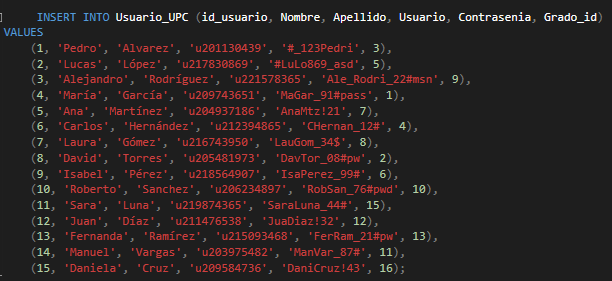 INSERT INTO Usuario_UPC (id_usuario, Nombre, Apellido, Usuario, Contrasenia, Grado_id)
VALUES
(1, 'Pedro', 'Alvarez', 'u201130439', '#_123Pedri', 3),
(2, 'Lucas', 'López', 'u217830869', '#LuLo869_asd', 5),
(3, 'Alejandro', 'Rodríguez', 'u221578365', 'Ale_Rodri_22#msn', 9),
(4, 'María', 'García', 'u209743651', 'MaGar_91#pass', 1),
(5, 'Ana', 'Martínez', 'u204937186', 'AnaMtz!21', 7),
(6, 'Carlos', 'Hernández', 'u212394865', 'CHernan_12#', 4),
(7, 'Laura', 'Gómez', 'u216743950', 'LauGom_34$', 8),
(8, 'David', 'Torres', 'u205481973', 'DavTor_08#pw', 2),
(9, 'Isabel', 'Pérez', 'u218564907', 'IsaPerez_99#', 6),
(10, 'Roberto', 'Sanchez', 'u206234897', 'RobSan_76#pwd', 10),
(11, 'Sara', 'Luna', 'u219874365', 'SaraLuna_44#', 15),
(12, 'Juan', 'Díaz', 'u211476538', 'JuaDiaz!32', 12),
(13, 'Fernanda', 'Ramírez', 'u215093468', 'FerRam_21#pw', 13),
(14, 'Manuel', 'Vargas', 'u203975482', 'ManVar_87#', 11),
(15, 'Daniela', 'Cruz', 'u209584736', 'DaniCruz!43', 16);